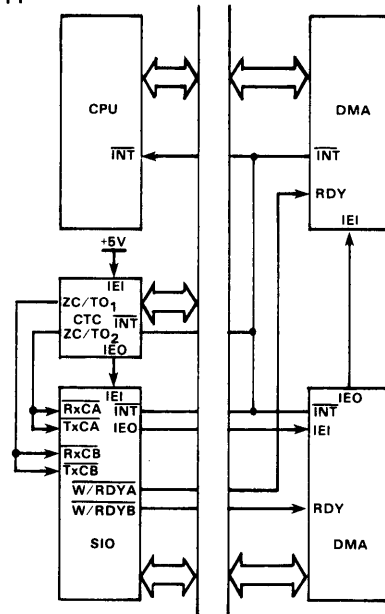 CPU
INT
DMA
INT
RDY
IEI
+5V
IEI
ZC/TO1
CTC INT
ZC/TO2
IEO
IEI
RxCA INT
TxCA IEO
RxCB
TxCB
W/RDYA
W/RDYB
SIO
IEO
INT
IEI
RDY
DMA